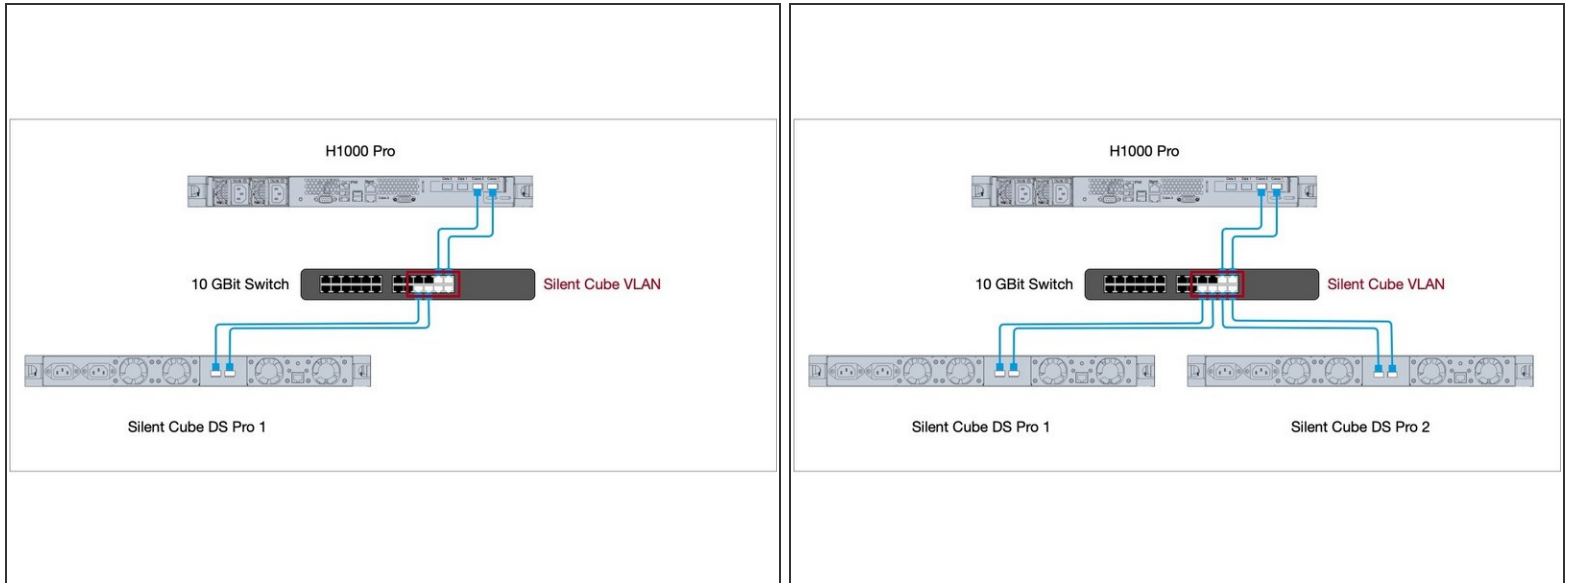 H1000 Pro
10 GBit Switch
Silent Cube VLAN
Silent Cube DS Pro 1
H1000 Pro
10 GBit Switch
Silent Cube VLAN
Silent Cube DS Pro 1
Silent Cube DS Pro 2